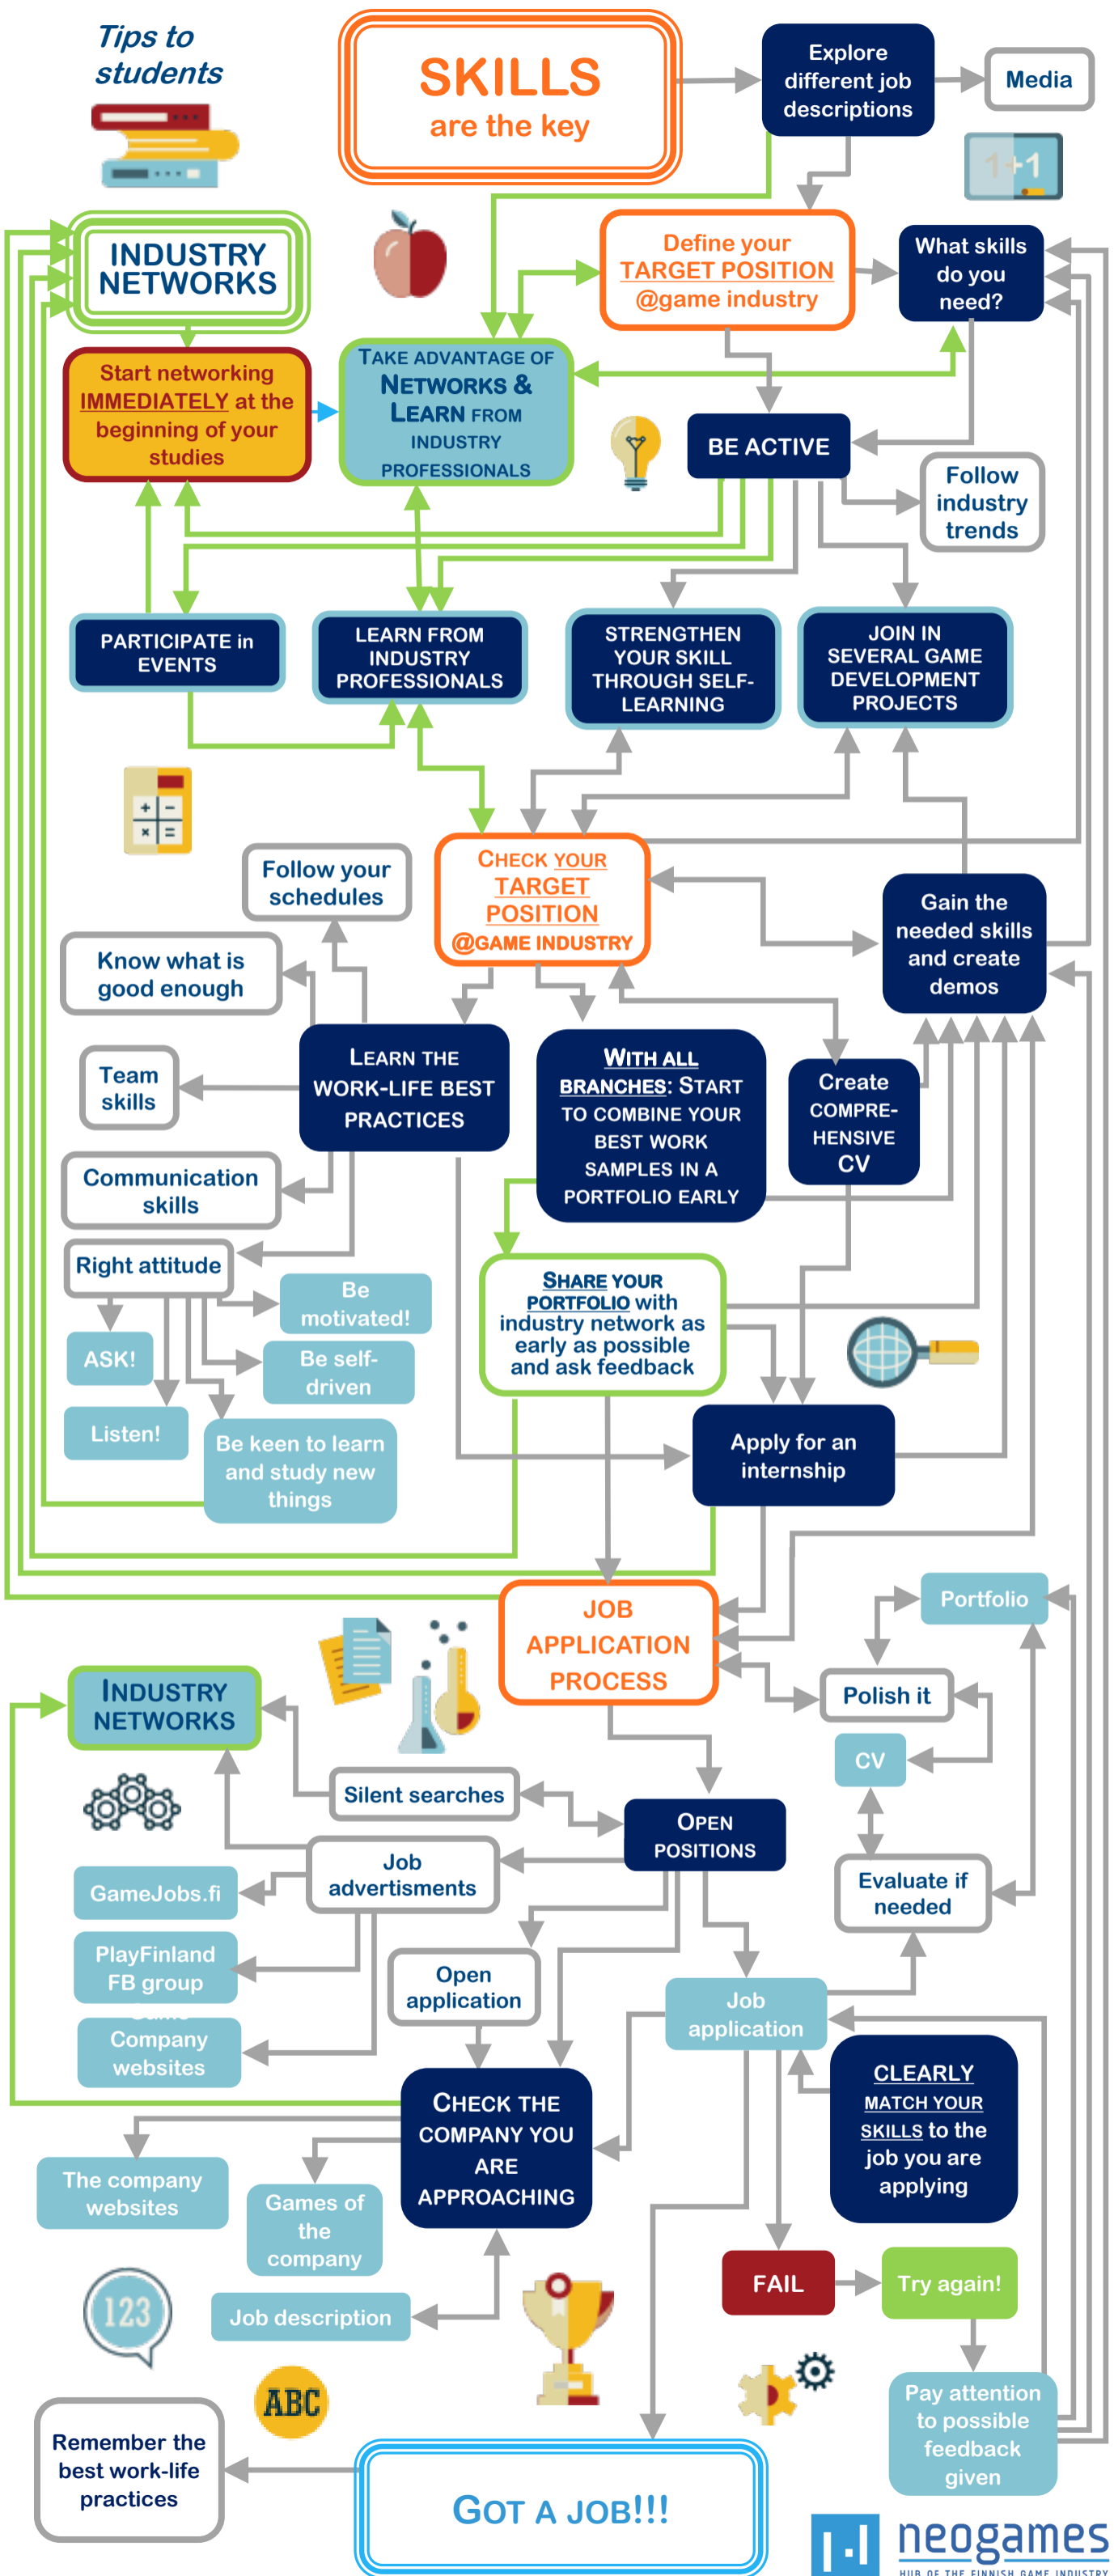 Tips to
students
SKILLS
are the key
Explore
different job
descriptions
Media
1+1
INDUSTRY
NETWORKS
Define your
TARGET POSITION
@game industry
What skills
do you
need?
Start networking
IMMEDIATELY at the
beginning of your
studies
TAKE ADVANTAGE OF
NETWORKS &
LEARN FROM
INDUSTRY
PROFESSIONALS
BE ACTIVE
Follow
industry
trends
PARTICIPATE in
EVENTS
LEARN FROM
INDUSTRY
PROFESSIONALS
STRENGTHEN
YOUR SKILL
THROUGH SELF-
LEARNING
JOIN IN
SEVERAL GAME
DEVELOPMENT
PROJECTS
+ -
× =
Follow your
schedules
CHECK YOUR
TARGET
POSITION
@GAME INDUSTRY
Gain the
needed skills
and create
demos
Know what is
good enough
Team
skills
LEARN THE
WORK-LIFE BEST
PRACTICES
WITH ALL
BRANCHES: START
TO COMBINE YOUR
BEST WORK
SAMPLES IN A
PORTFOLIO EARLY
Create
COMPRE-
HENSIVE
CV
Communication
skills
Right attitude
Be
motivated!
ASK!
Be self-
driven
Listen!
Be keen to learn
and study new
things
SHARE YOUR
PORTFOLIO with
industry network as
early as possible
and ask feedback
Apply for an
internship
JOB
APPLICATION
PROCESS
Portfolio
Polish it
CV
INDUSTRY
NETWORKS
Silent searches
OPEN
POSITIONS
Job
advertisments
Evaluate if
needed
GameJobs.fi
PlayFinland
FB group
Game
Company
websites
Open
application
Job
application
CHECK THE
COMPANY YOU
ARE
APPROACHING
CLEARLY
MATCH YOUR
SKILLS to the
job you are
applying
The company
websites
Games of
the
company
Job description
FAIL
Try again!
123
ABC
Pay attention
to possible
feedback
given
Remember the
best work-life
practices
GOT A JOB!!!
neogames
HUB OF THE FINNISH GAME INDUSTRY